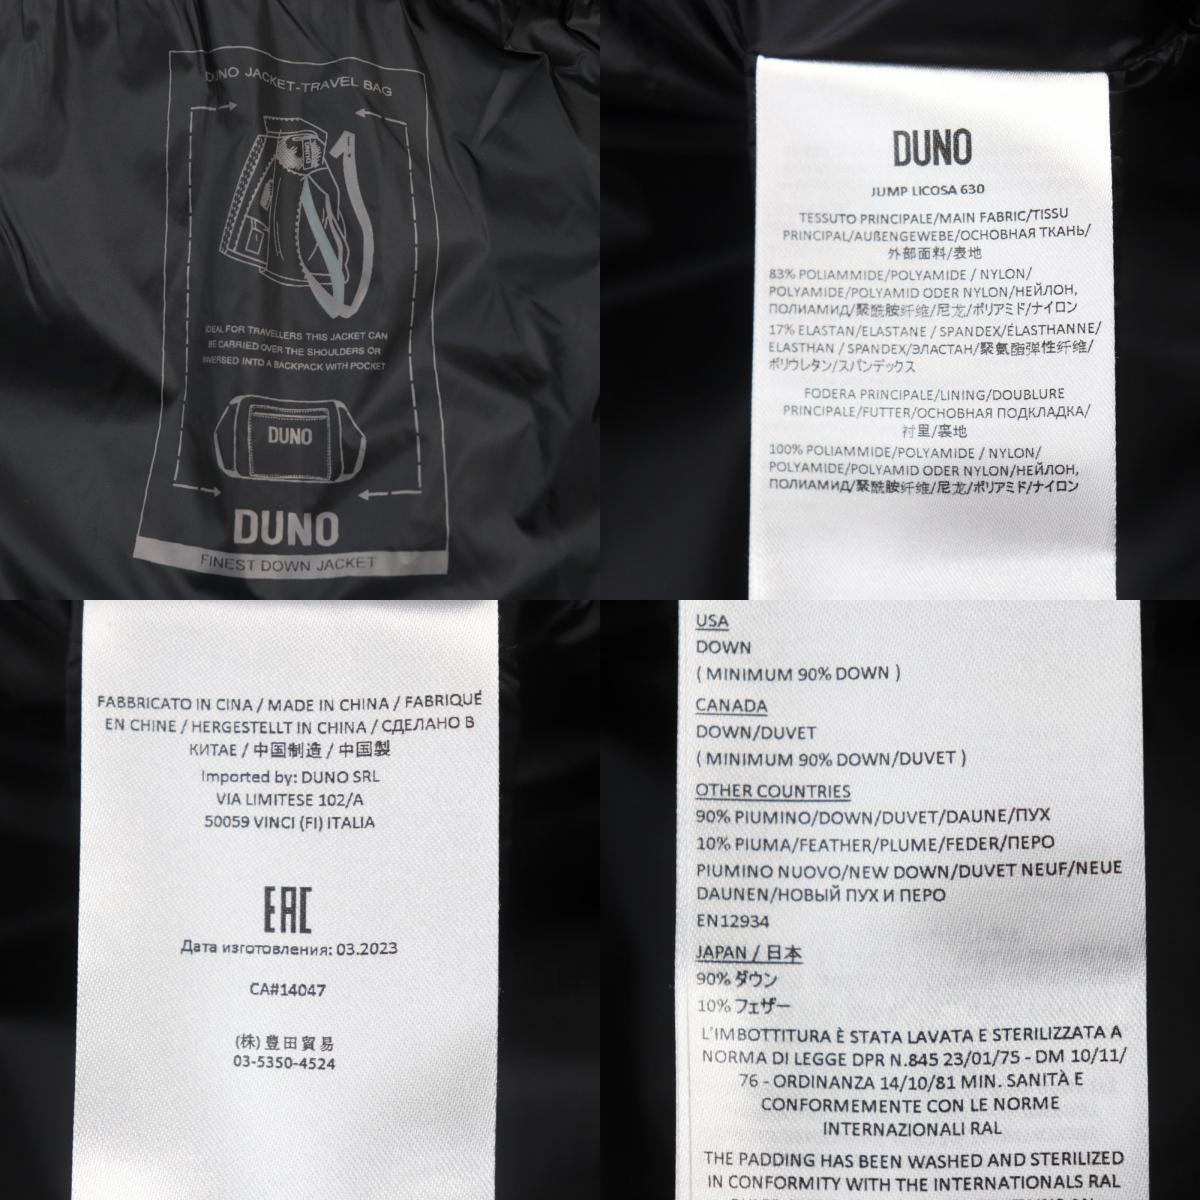 DUNO JACKET-TRAVEL BAG
DUNO
IDEAL FOR TRAVELLERS THIS JACKET CAN
BE CARRIED OVER THE SHOULDERS OR
INVERSED INTO A BACKPACK WITH POCKET
DUNO
DUNO
FINEST DOWN JACKET
DUNO
JUMP LICOSA 630
TESSUTO PRINCIPALE/MAIN FABRIC/TISSU
PRINCIPAL/AUßENGEWEBE/ОСНОВНАЯ ТКАНЬ/
外部面料/表地
83% POLIAMMIDE/POLYAMIDE / NYLON/
POLYAMIDE/POLYAMID ODER NYLON/НЕЙЛОН,
ПОЛИАМИД/聚酰胺纤维/尼龙/ポリアミド/ナイロン
17% ELASTAN/ELASTANE / SPANDEX/ÉLASTHANNE/
ELASTHAN / SPANDEX/ЭЛАСТАН/聚氨酯弹性纤维/
ポリウレタン/スパンデックス
FODERA PRINCIPALE/LINING/DOUBLURE
PRINCIPALE/FUTTER/ОСНОВНАЯ ПОДКЛАДКА/
衬里/裏地
100% POLIAMMIDE/POLYAMIDE / NYLON/
POLYAMIDE/POLYAMID ODER NYLON/НЕЙЛОН,
ПОЛИАМИД/聚酰胺纤维/尼龙/ポリアミド/ナイロン
FABBRICATO IN CINA / MADE IN CHINA / FABRIQUÉ
EN CHINE / HERGESTELLT IN CHINA / СДЕЛАНО В
КИТАЕ / 中国制造 / 中国製
Imported by: DUNO SRL
VIA LIMITESE 102/A
50059 VINCI (FI) ITALIA
EAC
Дата изготовления: 03.2023
CA#14047
(株) 豊田貿易
03-5350-4524
USA
DOWN
( MINIMUM 90% DOWN )
CANADA
DOWN/DUVET
( MINIMUM 90% DOWN/DUVET )
OTHER COUNTRIES
90% PIUMINO/DOWN/DUVET/DAUNE/ПУХ
10% PIUMA/FEATHER/PLUME/FEDER/ПЕРО
PIUMINO NUOVO/NEW DOWN/DUVET NEUF/NEUE
DAUNEN/НОВЫЙ ПУХ И ПЕРО
EN12934
JAPAN / 日本
90% ダウン
10% フェザー
L'IMBOTTITURA È STATA LAVATA E STERILIZZATA A
NORMA DI LEGGE DPR N.845 23/01/75 - DM 10/11/
76 - ORDINANZA 14/10/81 MIN. SANITÀ E
CONFORMEMENTE CON LE NORME
INTERNAZIONALI RAL
THE PADDING HAS BEEN WASHED AND STERILIZED
IN CONFORMITY WITH THE INTERNATIONALS RAL